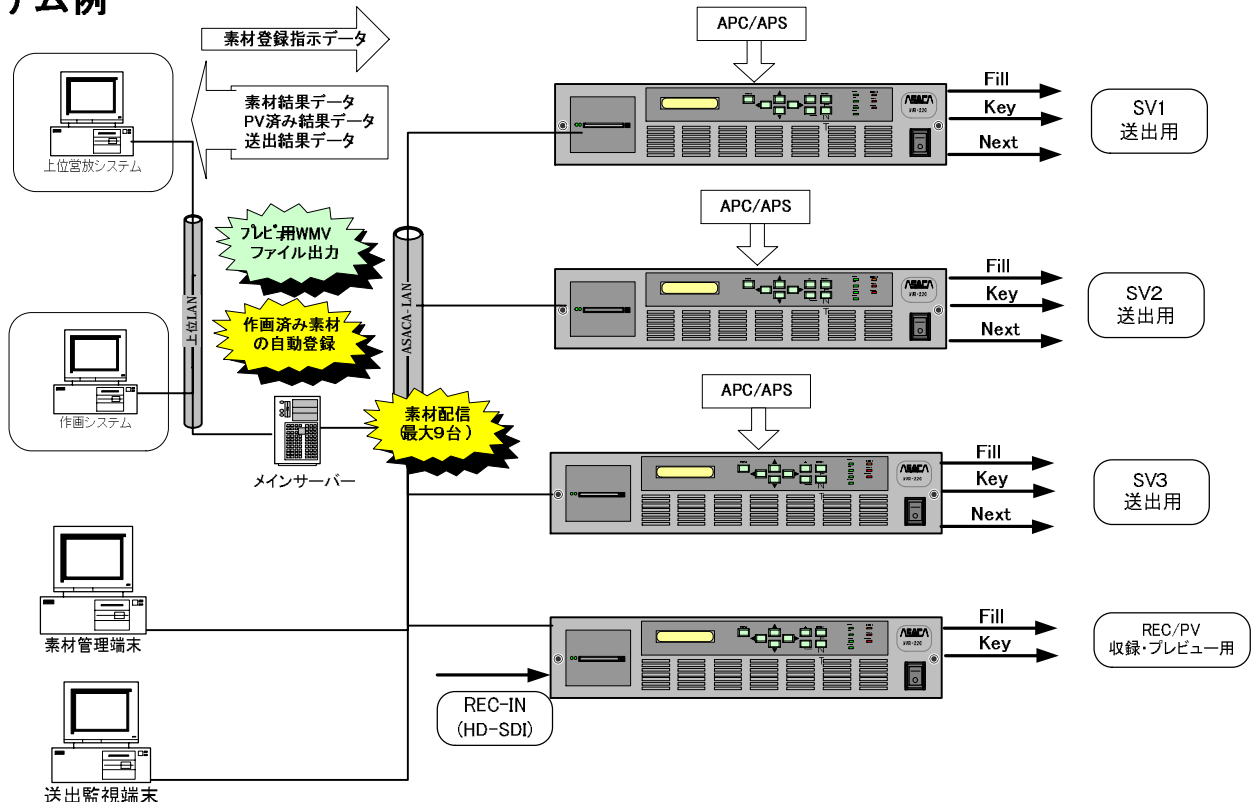 テム例
素材登録指示データ
素材結果データ
PV済み結果データ
送出結果データ
上位営放システム
上位LAN
プレビュー用WMV
ファイル出力
作画済み素材
の自動登録
作画システム
メインサーバー
ASACA-LAN
素材配信
(最大9台)
素材管理端末
送出監視端末
APC/APS
ASACA
Fill
Key
Next
SV1
送出用
APC/APS
ASACA
Fill
Key
Next
SV2
送出用
APC/APS
ASACA
Fill
Key
Next
SV3
送出用
REC-IN
(HD-SDI)
ASACA
Fill
Key
REC/PV
収録・プレビュー用